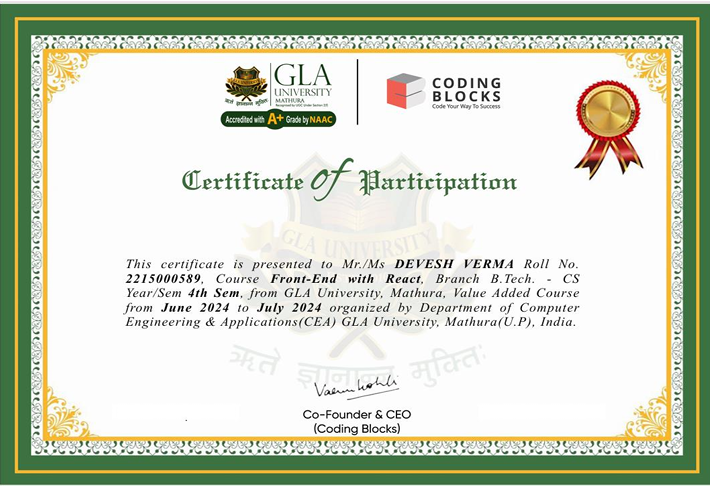 GLA
UNIVERSITY
MATHURA
Recognised by UGC Under Section 2(f)
ऋते ज्ञानान्न मुक्तिः
Accredited with A+ Grade by NAAC
CODING
BLOCKS
Code Your Way To Success
Certificate of Participation
GLA UNIVERSITY
This certificate is presented to Mr./Ms DEVESH VERMA Roll No.
2215000589, Course Front-End with React, Branch B.Tech. - CS
Year/Sem 4th Sem, from GLA University, Mathura, Value Added Course
from June 2024 to July 2024 organized by Department of Computer
Engineering & Applications(CEA) GLA University, Mathura(U.P), India.
ऋते ज्ञानान्न मुक्तिः
Co-Founder & CEO
(Coding Blocks)